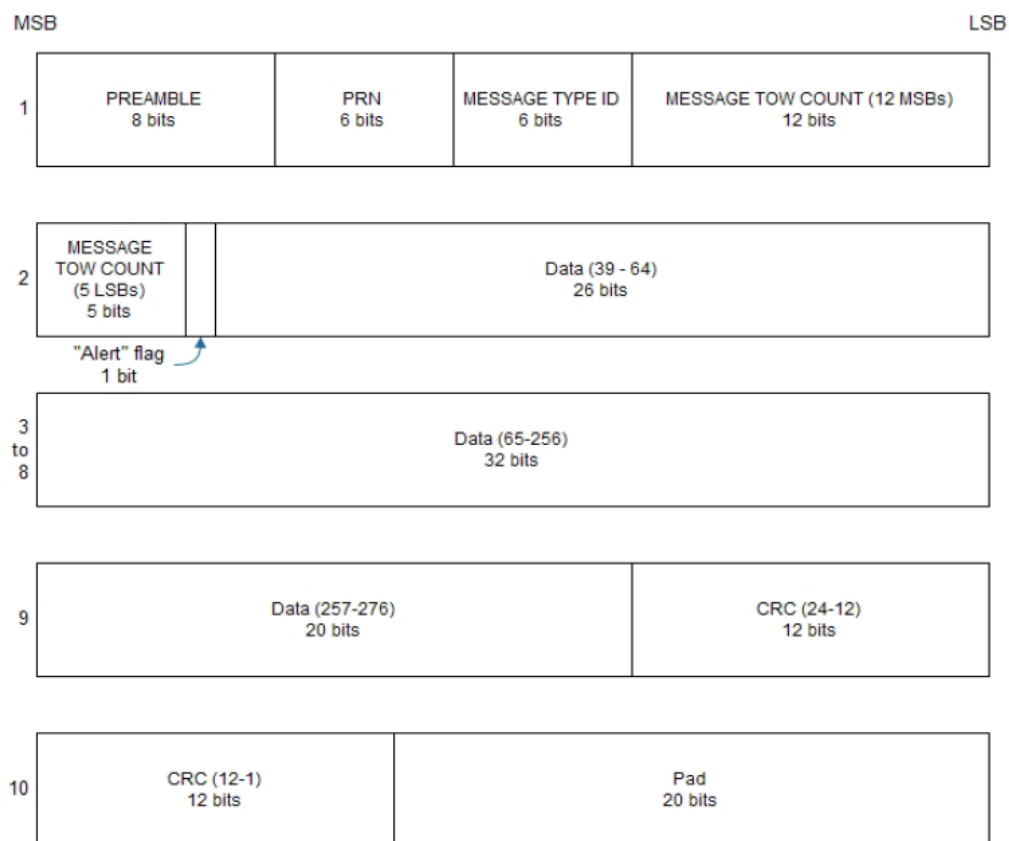 MSB
LSB
1
PREAMBLE
8 bits
PRN
6 bits
MESSAGE TYPE ID
6 bits
MESSAGE TOW COUNT (12 MSBs)
12 bits
2
MESSAGE
TOW COUNT
(5 LSBs)
5 bits
Data (39 - 64)
26 bits
"Alert" flag
1 bit
3
to
8
Data (65-256)
32 bits
9
Data (257-276)
20 bits
CRC (24-12)
12 bits
10
CRC (12-1)
12 bits
Pad
20 bits